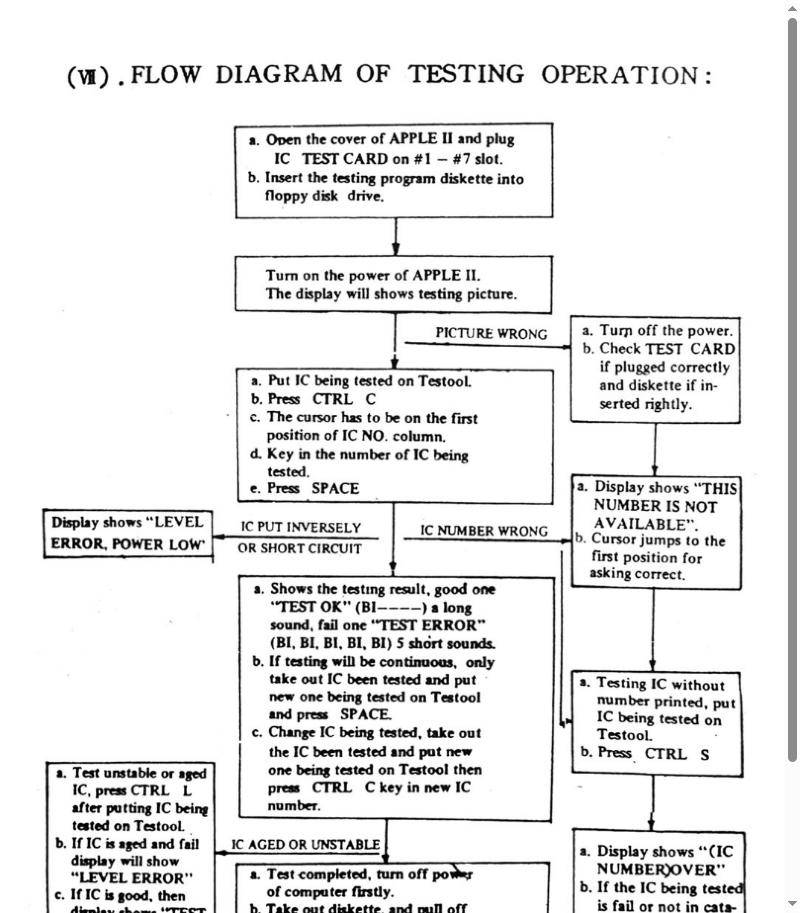 (VII). FLOW DIAGRAM OF TESTING OPERATION:
a. Open the cover of APPLE II and plug
IC TEST CARD on #1 – #7 slot.
b. Insert the testing program diskette into
floppy disk drive.
Turn on the power of APPLE II.
The display will shows testing picture.
PICTURE WRONG
a. Turn off the power.
b. Check TEST CARD
if plugged correctly
and diskette if in-
serted rightly.
a. Put IC being tested on Testool.
b. Press CTRL C
c. The cursor has to be on the first
position of IC NO. column.
d. Key in the number of IC being
tested.
e. Press SPACE
a. Display shows "THIS
NUMBER IS NOT
AVAILABLE".
b. Cursor jumps to the
first position for
asking correct.
Display shows "LEVEL
ERROR, POWER LOW'
IC PUT INVERSELY
OR SHORT CIRCUIT
IC NUMBER WRONG
a. Shows the testing result, good one
"TEST OK" (BI————) a long
sound, fail one "TEST ERROR"
(BI, BI, BI, BI, BI) 5 short sounds.
b. If testing will be continuous, only
take out IC been tested and put
new one being tested on Testool
and press SPACE.
c. Change IC being tested, take out
the IC been tested and put new
one being tested on Testool then
press CTRL C key in new IC
number.
a. Testing IC without
number printed, put
IC being tested on
Testool.
b. Press CTRL S
a. Test unstable or aged
IC, press CTRL L
after putting IC being
tested on Testool.
b. If IC is aged and fail
display will show
"LEVEL ERROR"
c. If IC is good, then
display shows "TEST
IC AGED OR UNSTABLE
a. Test completed, turn off power
of computer firstly.
b. Take out diskette, and pull off
a. Display shows "(IC
NUMBER)OVER"
b. If the IC being tested
is fail or not in cata-